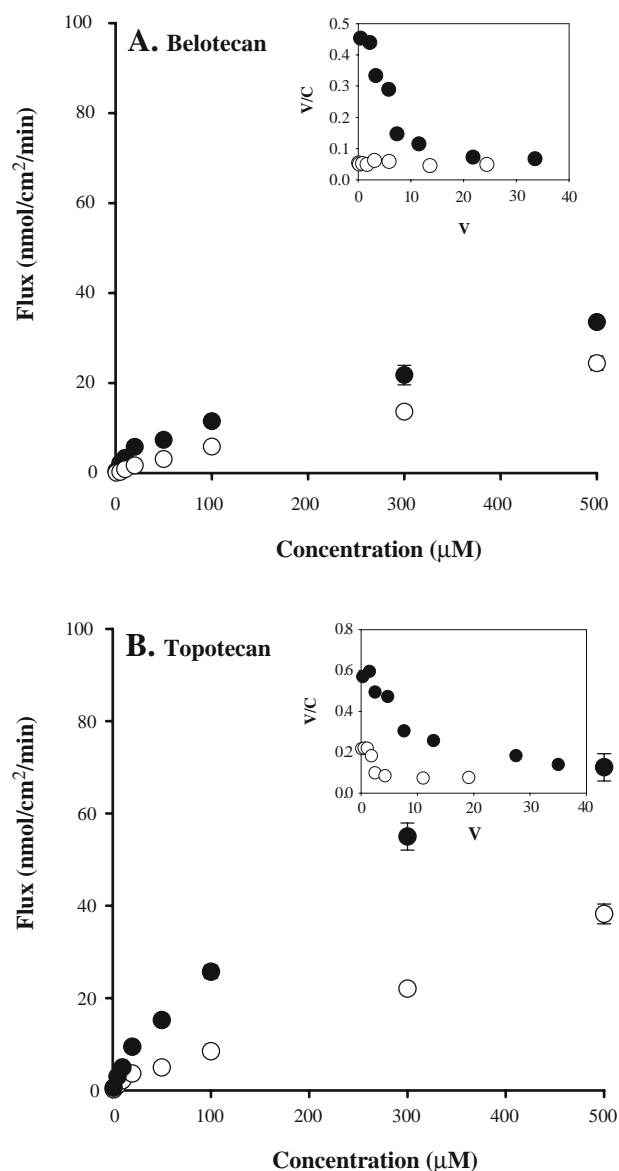 A. Belotecan
Flux (nmol/cm²/min)
100
80
60
40
20
0
0 100 200 300 400 500
Concentration (μM)
V/C
0.5
0.4
0.3
0.2
0.1
0.0
0 10 20 30 40
V
B. Topotecan
Flux (nmol/cm²/min)
100
80
60
40
20
0
0 100 200 300 400 500
Concentration (μM)
V/C
0.8
0.6
0.4
0.2
0.0
0 10 20 30 40
V